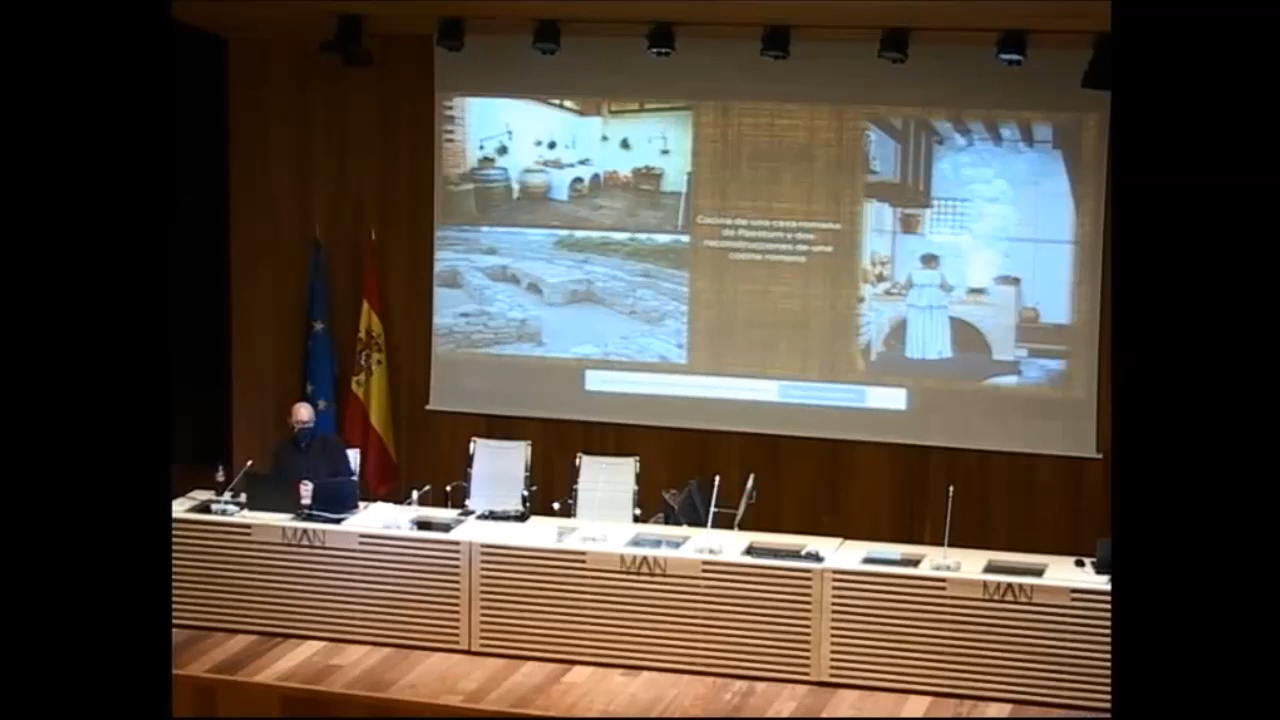 Cocina de una casa romana
de Paestum y dos
reconstrucciones de una
cocina romana
MAN
MAN
MAN